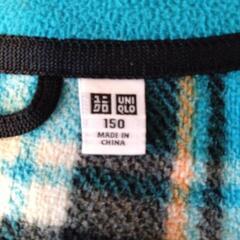 ユニ UNI
クロ QLO
150
MADE IN
CHINA